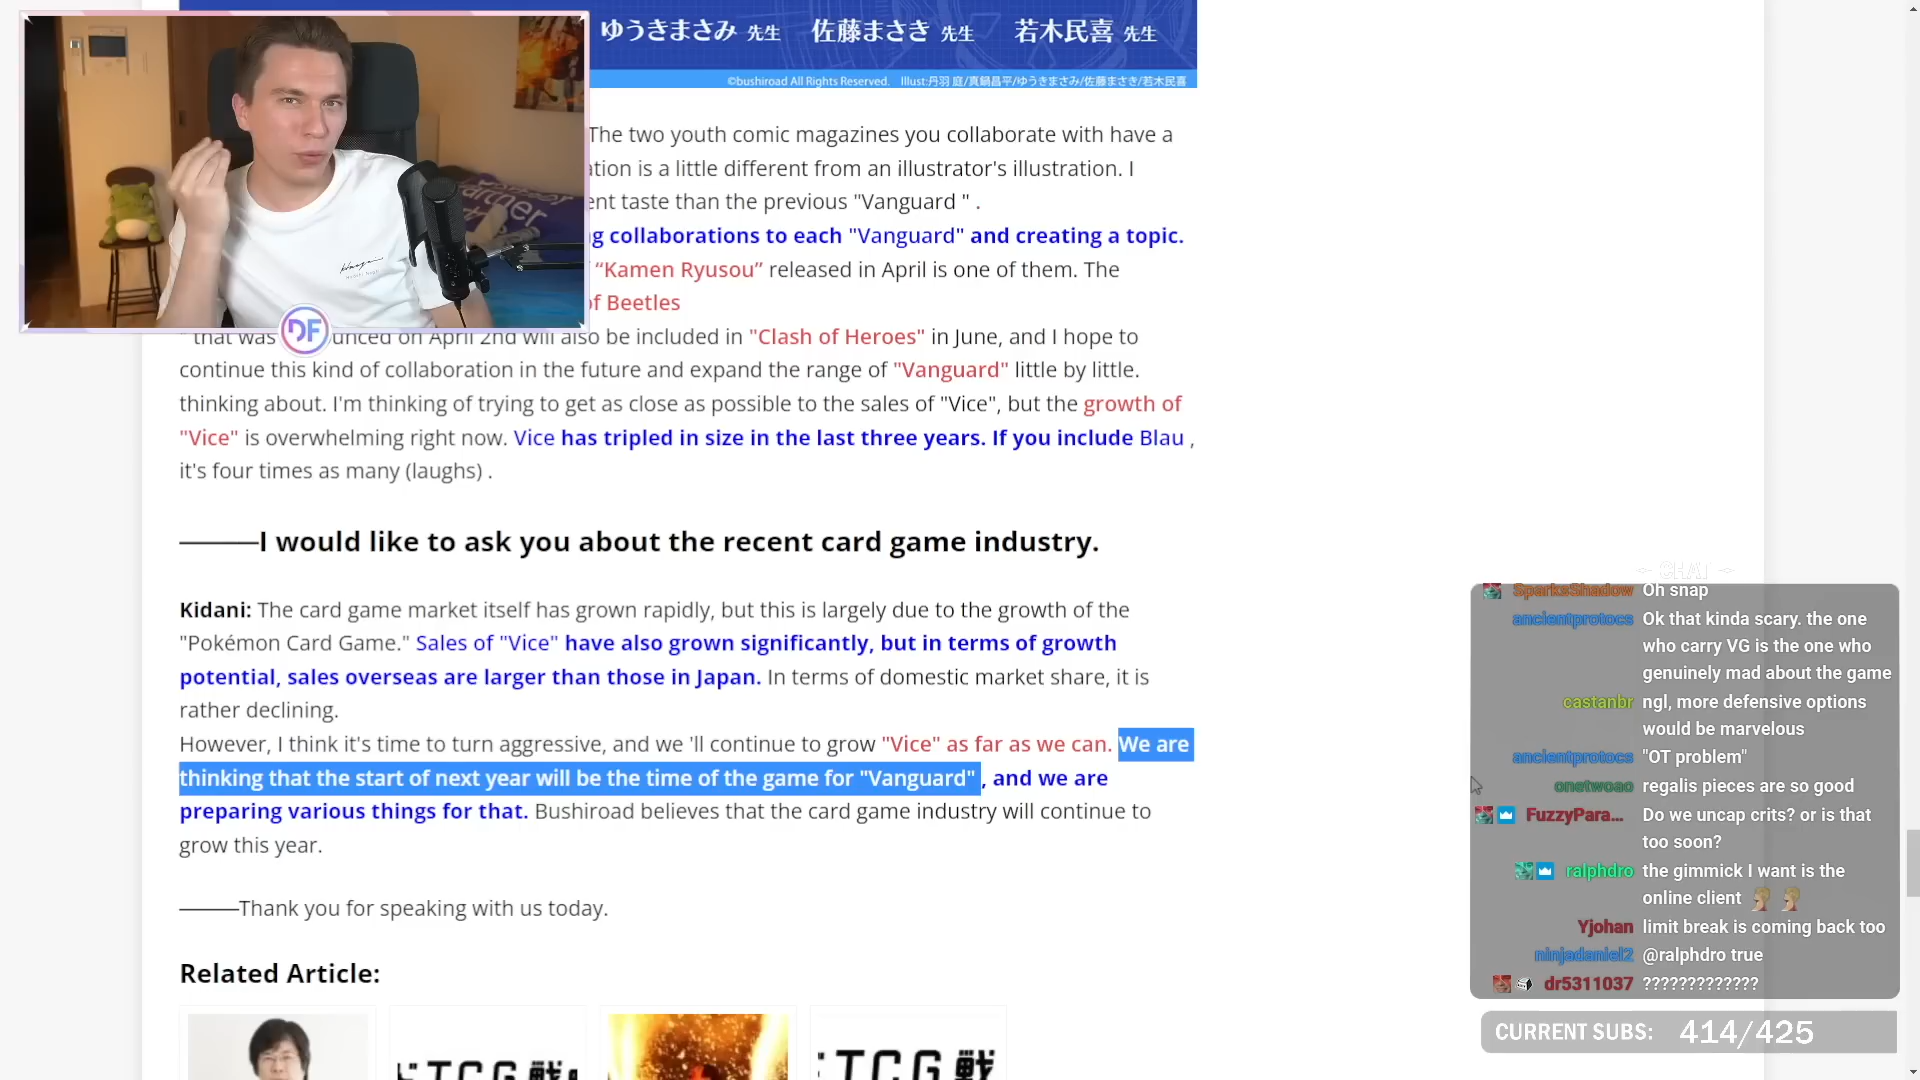 ゆうきまさみ 先生 佐藤まさき 先生 若木民喜 先生
©bushiroad All Rights Reserved. Illust:丹羽 庭/真鍋昌平/ゆうきまさみ/佐藤まさき/若木民喜
The two youth comic magazines you collaborate with have a
ation is a little different from an illustrator's illustration. I
ent taste than the previous "Vanguard " .
g collaborations to each "Vanguard" and creating a topic.
“Kamen Ryusou” released in April is one of them. The
of Beetles
" that was ounced on April 2nd will also be included in "Clash of Heroes" in June, and I hope to
continue this kind of collaboration in the future and expand the range of "Vanguard" little by little.
thinking about. I'm thinking of trying to get as close as possible to the sales of "Vice", but the growth of
"Vice" is overwhelming right now. Vice has tripled in size in the last three years. If you include Blau ,
it's four times as many (laughs) .
———I would like to ask you about the recent card game industry.
Kidani: The card game market itself has grown rapidly, but this is largely due to the growth of the
"Pokémon Card Game." Sales of "Vice" have also grown significantly, but in terms of growth
potential, sales overseas are larger than those in Japan. In terms of domestic market share, it is
rather declining.
However, I think it's time to turn aggressive, and we 'll continue to grow "Vice" as far as we can. We are
thinking that the start of next year will be the time of the game for "Vanguard" , and we are
preparing various things for that. Bushiroad believes that the card game industry will continue to
grow this year.
———Thank you for speaking with us today.
Related Article:
TCG戦
TCG戦
DF
CHAT
SparksShadow Oh snap
ancientprotocs Ok that kinda scary. the one
who carry VG is the one who
genuinely mad about the game
castanbr ngl, more defensive options
would be marvelous
ancientprotocs "OT problem"
onetwoao regalis pieces are so good
FuzzyPara... Do we uncap crits? or is that
too soon?
ralphdro the gimmick I want is the
online client
Yjohan limit break is coming back too
ninjadaniel2 @ralphdro true
dr5311037 ?????????????
CURRENT SUBS: 414/425